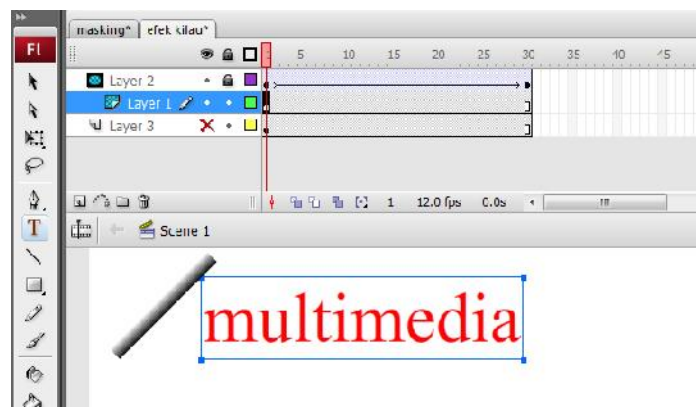 masking* efek kilau*
Fl
5 10 15 20 25 30 35 40 45
Layer 2
Layer 1
Layer 3
1 12.0 fps 0.0s
T
Scene 1
multimedia